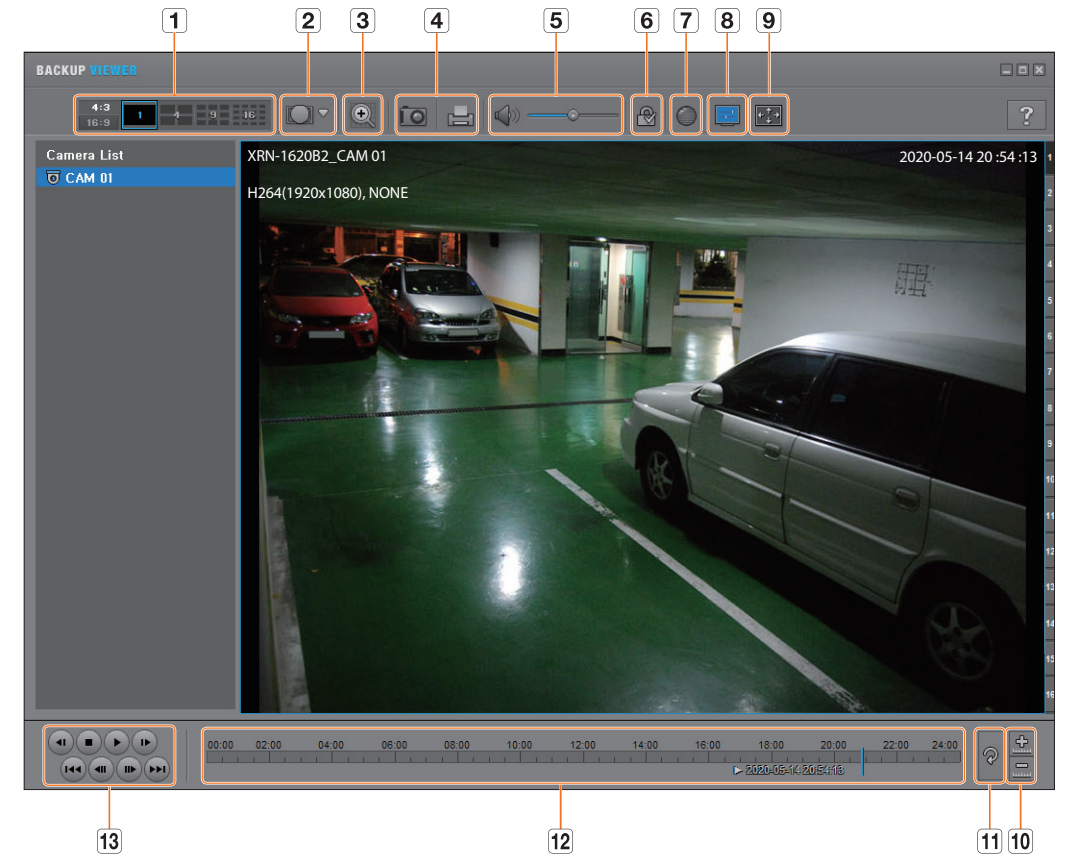 1 2 3 4 5 6 7 8 9
BACKUP VIEWER
4:3
16:9
1 4 9 16
?
Camera List
CAM 01
XRN-1620B2_CAM 01
2020-05-14 20 :54 :13
H264(1920x1080), NONE
1
2
3
4
5
6
7
8
9
10
11
12
13
14
15
16
00:00 02:00 04:00 06:00 08:00 10:00 12:00 14:00 16:00 18:00 20:00 22:00 24:00
2020-05-14 20:54:13
13 12 11 10